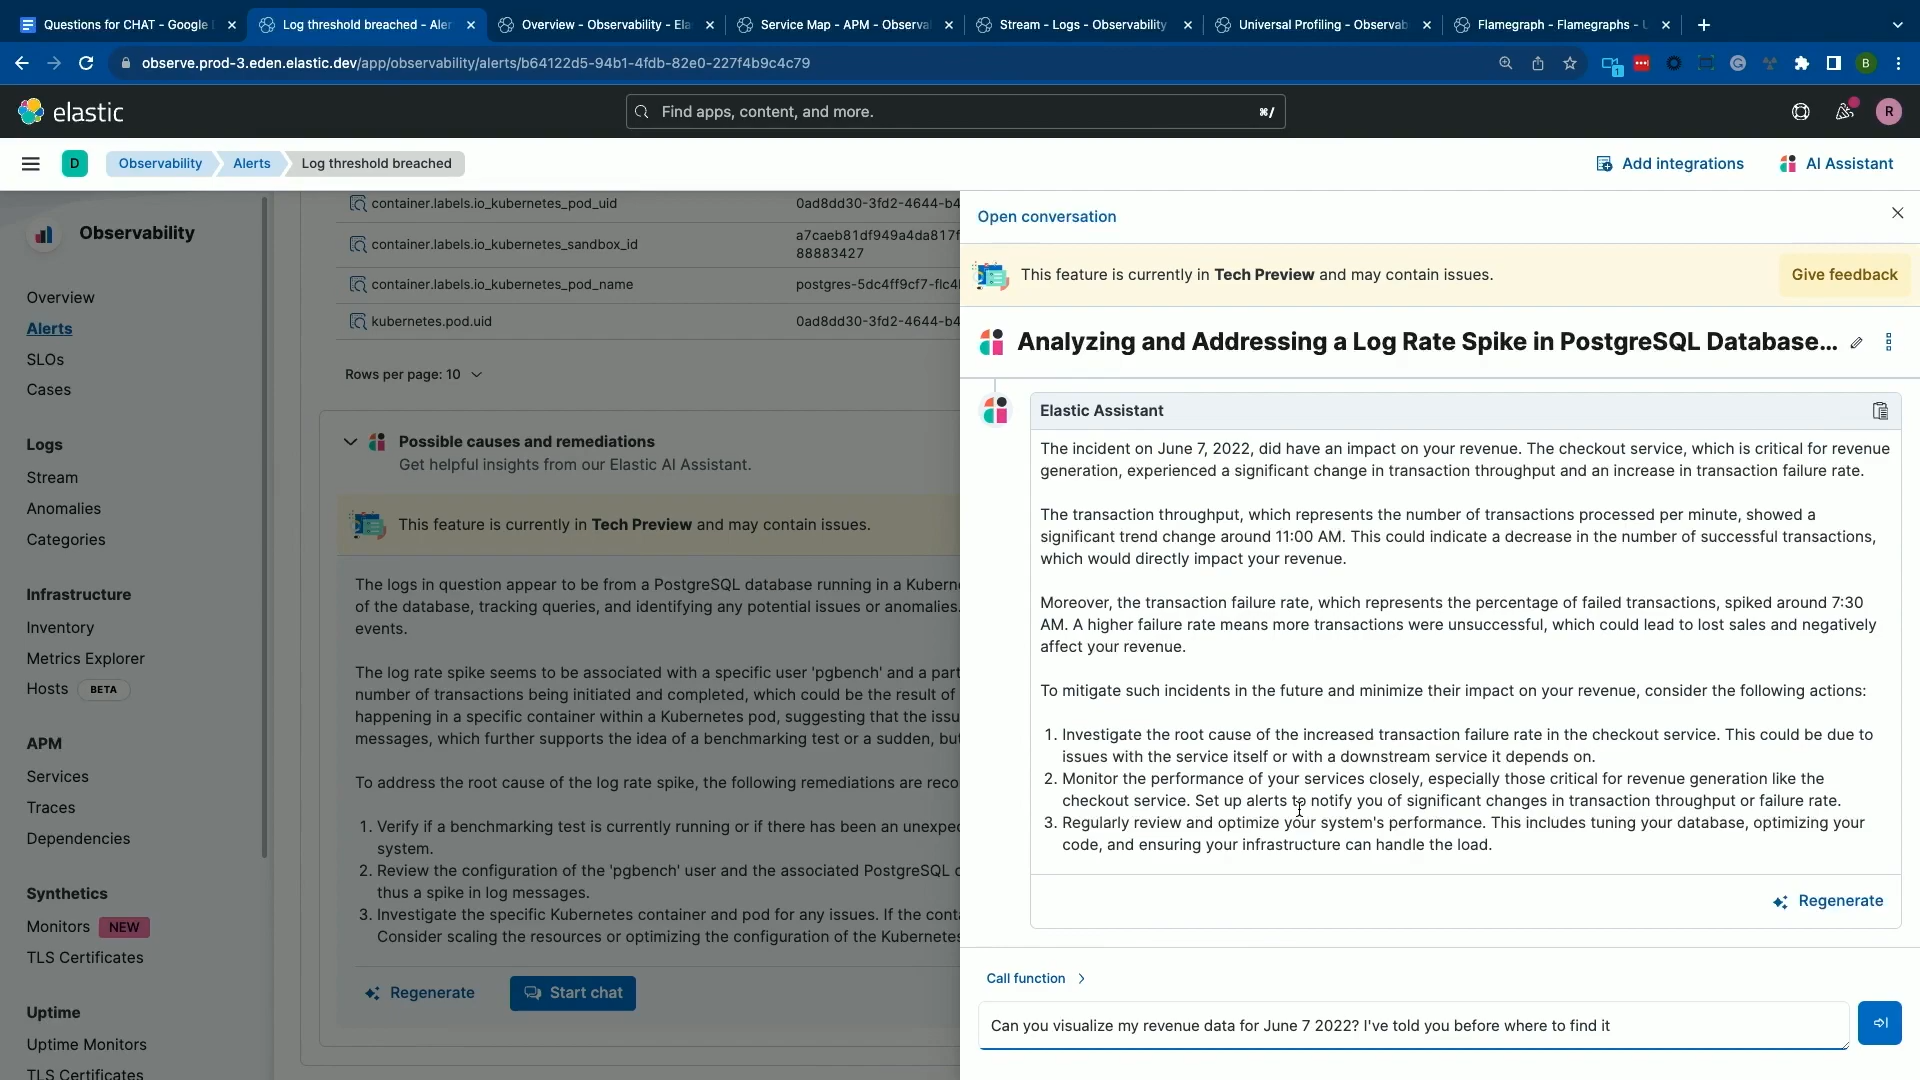 Questions for CHAT - Google
Log threshold breached - Aler
Overview - Observability - Ela
Service Map - APM - Observa
Stream - Logs - Observability
Universal Profiling - Observab
Flamegraph - Flamegraphs - U
observe.prod-3.eden.elastic.dev/app/observability/alerts/b64122d5-94b1-4fdb-82e0-227f4b9c4c79
1
B
elastic
Find apps, content, and more.
⌘/
R
D
Observability
Alerts
Log threshold breached
Add integrations
AI Assistant
Observability
Overview
Alerts
SLOs
Cases
Logs
Stream
Anomalies
Categories
Infrastructure
Inventory
Metrics Explorer
Hosts BETA
APM
Services
Traces
Dependencies
Synthetics
Monitors NEW
TLS Certificates
Uptime
Uptime Monitors
TLS Certificates
container.labels.io_kubernetes_pod_uid
0ad8dd30-3fd2-4644-b4
container.labels.io_kubernetes_sandbox_id
a7caeb81df949a4da817f
88883427
container.labels.io_kubernetes_pod_name
postgres-5dc4ff9cf7-flc4
kubernetes.pod.uid
0ad8dd30-3fd2-4644-b4
Rows per page: 10
Possible causes and remediations
Get helpful insights from our Elastic AI Assistant.
This feature is currently in Tech Preview and may contain issues.
The logs in question appear to be from a PostgreSQL database running in a Kubern
of the database, tracking queries, and identifying any potential issues or anomalies.
events.
The log rate spike seems to be associated with a specific user 'pgbench' and a part
number of transactions being initiated and completed, which could be the result of
happening in a specific container within a Kubernetes pod, suggesting that the issu
messages, which further supports the idea of a benchmarking test or a sudden, but
To address the root cause of the log rate spike, the following remediations are reco
1. Verify if a benchmarking test is currently running or if there has been an unexpe
system.
2. Review the configuration of the 'pgbench' user and the associated PostgreSQL c
thus a spike in log messages.
3. Investigate the specific Kubernetes container and pod for any issues. If the cont
Consider scaling the resources or optimizing the configuration of the Kubernetes
Regenerate
Start chat
Open conversation
This feature is currently in Tech Preview and may contain issues.
Give feedback
Analyzing and Addressing a Log Rate Spike in PostgreSQL Database...
Elastic Assistant
The incident on June 7, 2022, did have an impact on your revenue. The checkout service, which is critical for revenue
generation, experienced a significant change in transaction throughput and an increase in transaction failure rate.
The transaction throughput, which represents the number of transactions processed per minute, showed a
significant trend change around 11:00 AM. This could indicate a decrease in the number of successful transactions,
which would directly impact your revenue.
Moreover, the transaction failure rate, which represents the percentage of failed transactions, spiked around 7:30
AM. A higher failure rate means more transactions were unsuccessful, which could lead to lost sales and negatively
affect your revenue.
To mitigate such incidents in the future and minimize their impact on your revenue, consider the following actions:
1. Investigate the root cause of the increased transaction failure rate in the checkout service. This could be due to
issues with the service itself or with a downstream service it depends on.
2. Monitor the performance of your services closely, especially those critical for revenue generation like the
checkout service. Set up alerts to notify you of significant changes in transaction throughput or failure rate.
3. Regularly review and optimize your system's performance. This includes tuning your database, optimizing your
code, and ensuring your infrastructure can handle the load.
Regenerate
Call function
Can you visualize my revenue data for June 7 2022? I've told you before where to find it